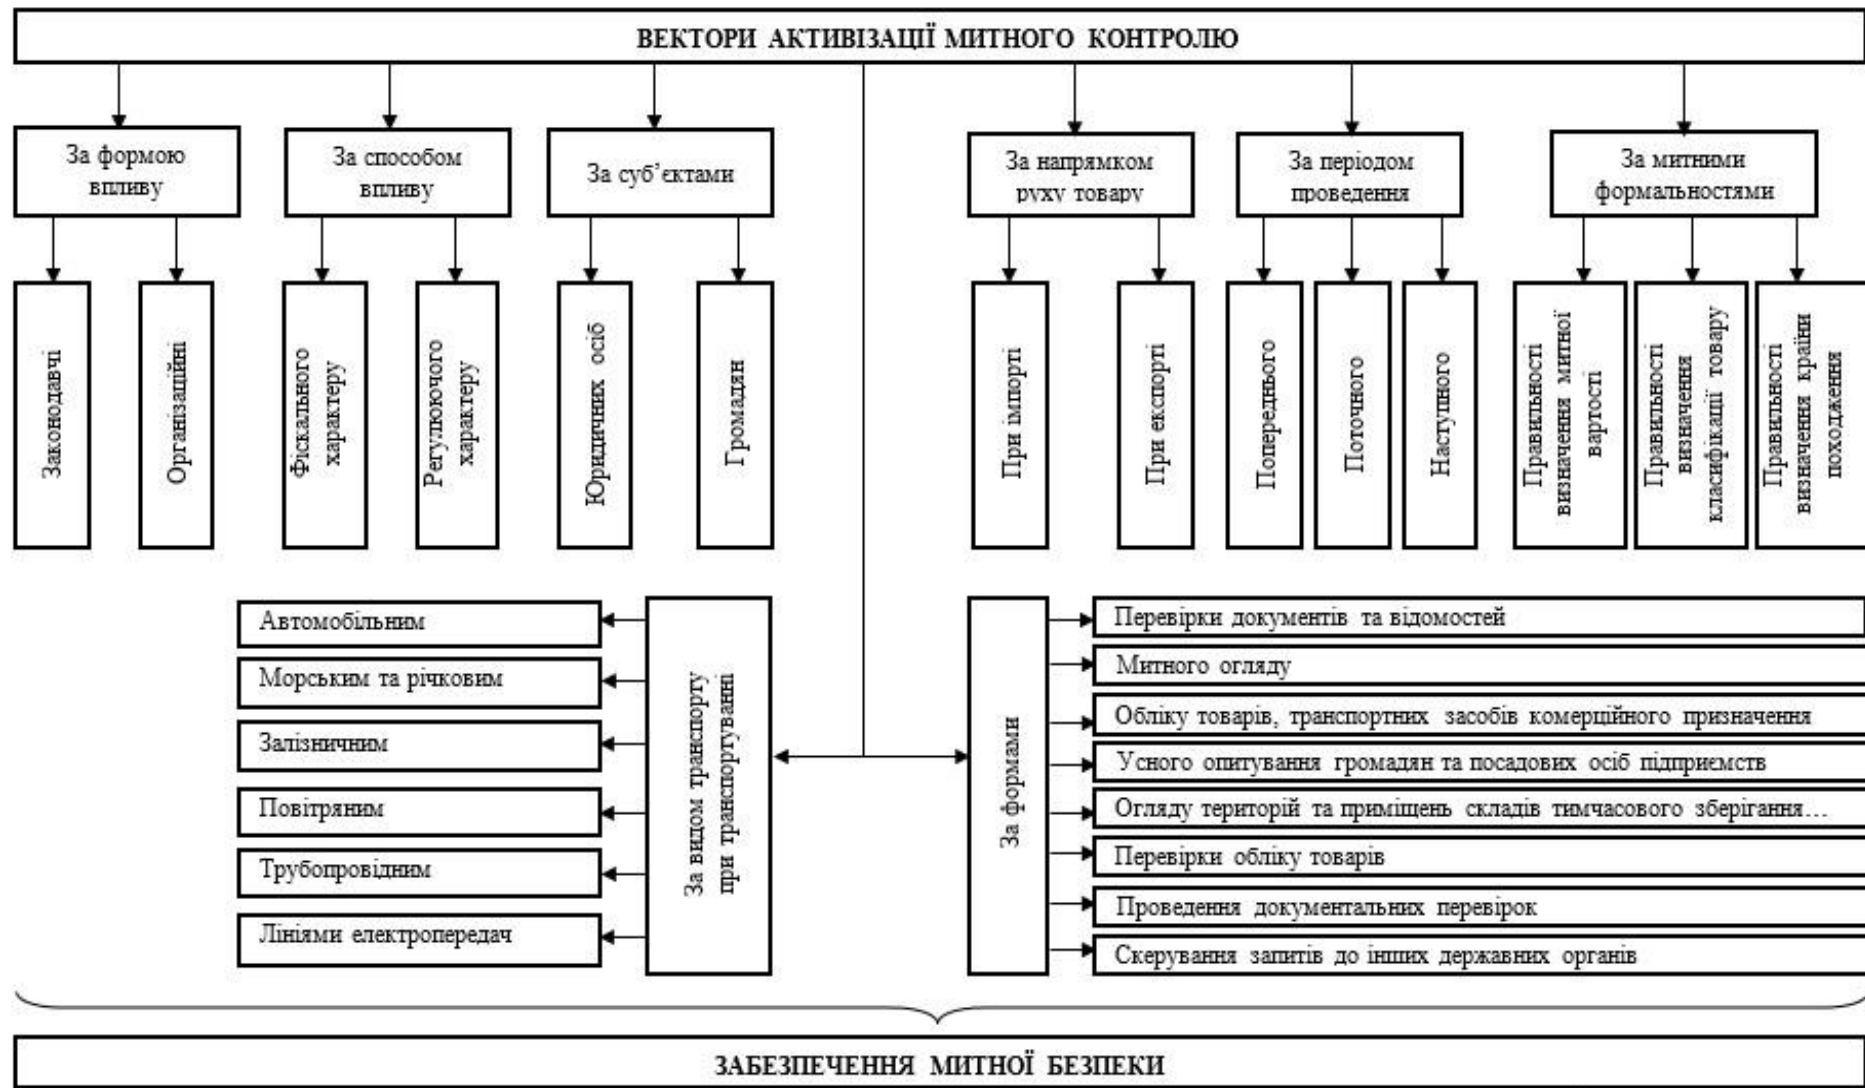 ВЕКТОРИ АКТИВІЗАЦІЇ МИТНОГО КОНТРОЛЮ
За формою
впливу
За способом
впливу
За суб’єктами
За напрямком
руху товару
За періодом
проведення
За митними
формальностями
Законодавчі
Організаційні
Фіскального
характеру
Регулюючого
характеру
Юридичних осіб
Громадян
При імпорті
При експорті
Попереднього
Поточного
Наступного
Правильності
визначення митної
вартості
Правильності
визначення
класифікації товару
Правильності
визначення країни
походження
За видом транспорту
при транспортуванні
Автомобільним
Морським та річковим
Залізничним
Повітряним
Трубопровідним
Лініями електропередач
За формами
Перевірки документів та відомостей
Митного огляду
Обліку товарів, транспортних засобів комерційного призначення
Усного опитування громадян та посадових осіб підприємств
Огляду територій та приміщень складів тимчасового зберігання…
Перевірки обліку товарів
Проведення документальних перевірок
Скерування запитів до інших державних органів
ЗАБЕЗПЕЧЕННЯ МИТНОЇ БЕЗПЕКИ